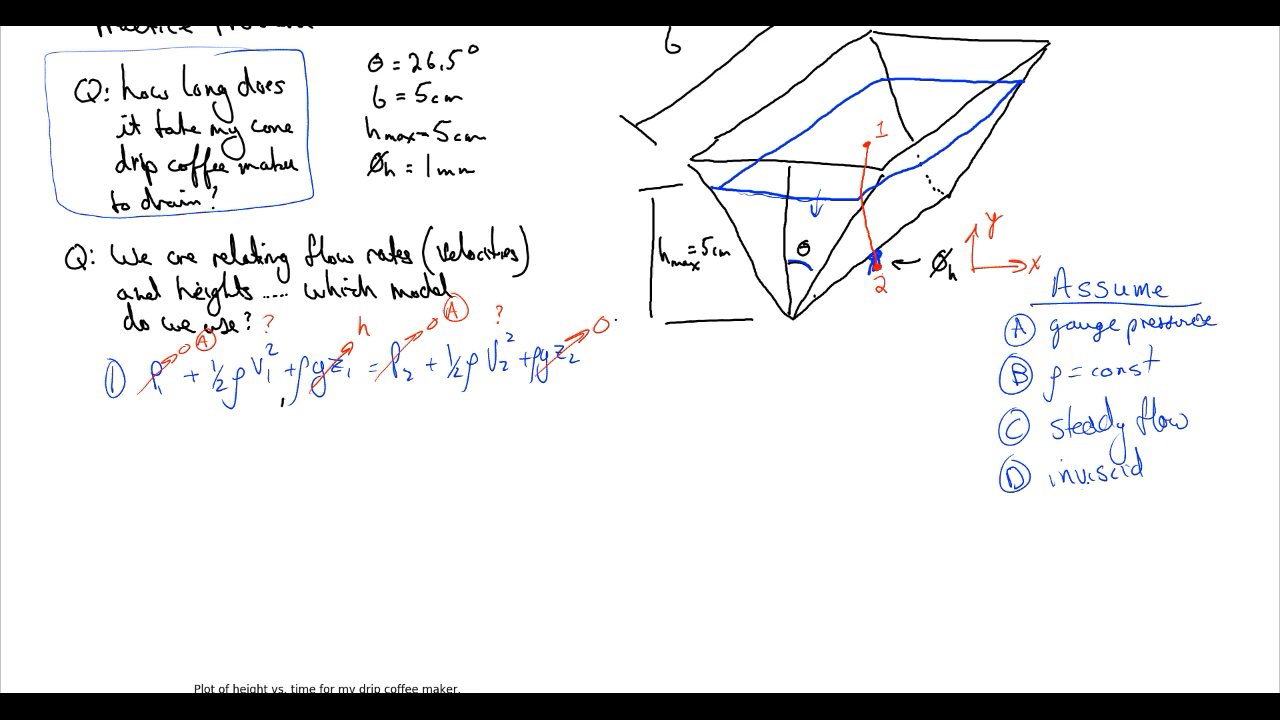 Practice Problem
Q: how long does
it take my cone
drip coffee maker
to drain?
θ = 26.5°
b = 5cm
hmax = 5cm
Øh = 1mm
Q: We are relating flow rates (velocities)
and heights .... which model
do we use?
① P₁ →0 Ⓐ + ½ρV₁² ? + ρgz₁ → h = P₂ →0 Ⓐ + ½ρV₂² ? + ρgz₂ → 0
b
1
θ
hmax = 5cm
2
← Øh
y
x
Assume
Ⓐ gauge pressure
Ⓑ ρ = const
Ⓒ steady flow
Ⓓ inviscid
Plot of height vs. time for my drip coffee maker.